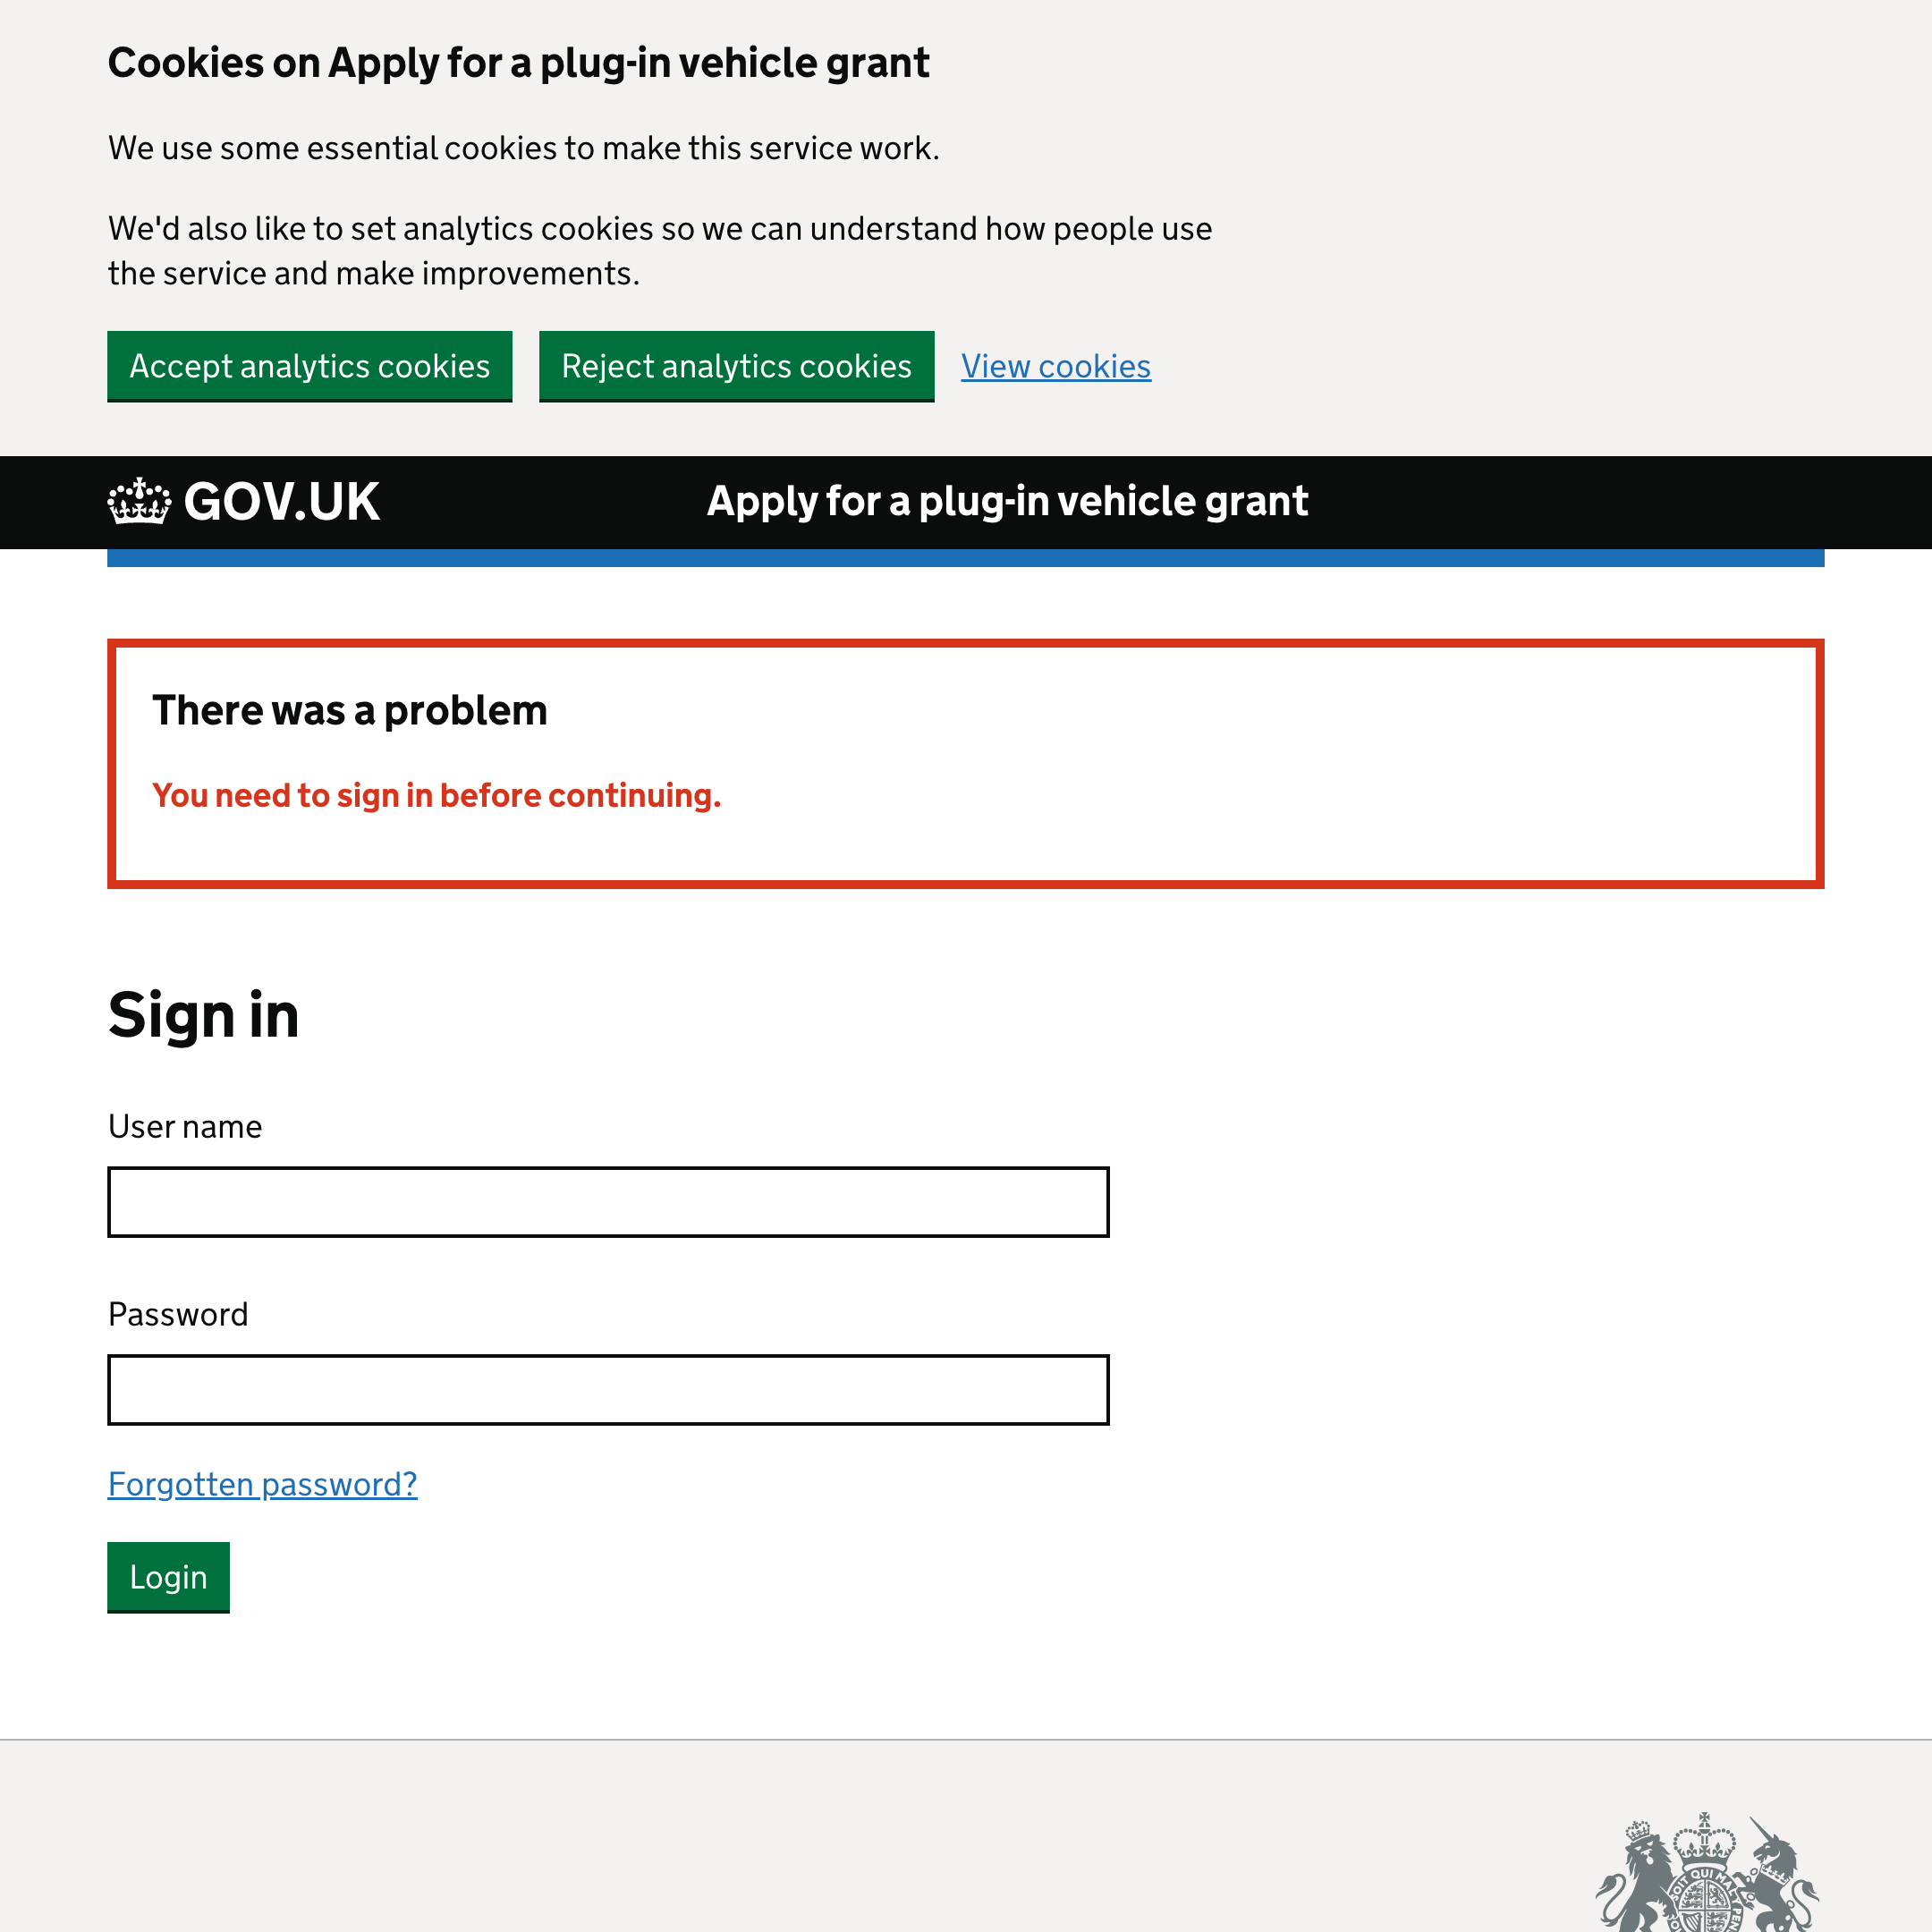 Cookies on Apply for a plug-in vehicle grant
We use some essential cookies to make this service work.
We'd also like to set analytics cookies so we can understand how people use
the service and make improvements.
Accept analytics cookies
Reject analytics cookies
View cookies
GOV.UK
Apply for a plug-in vehicle grant
There was a problem
You need to sign in before continuing.
Sign in
User name
Password
Forgotten password?
Login
QUI MAL